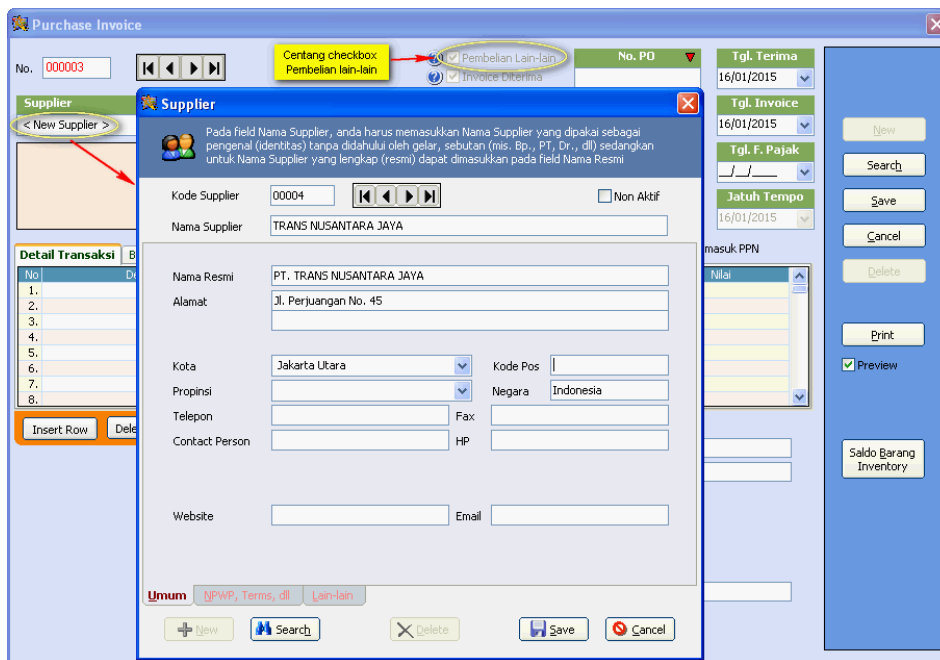 Purchase Invoice
No. 000003
Centang checkbox
Pembelian lain-lain
Pembelian Lain-lain
Invoice Diterima
No. PO
Tgl. Terima
16/01/2015
Tgl. Invoice
16/01/2015
Tgl. F. Pajak
_/_/___
Jatuh Tempo
16/01/2015
Supplier
< New Supplier >
Supplier
Pada field Nama Supplier, anda harus memasukkan Nama Supplier yang dipakai sebagai
pengenal (identitas) tanpa didahului oleh gelar, sebutan (mis. Bp., PT, Dr., dll) sedangkan
untuk Nama Supplier yang lengkap (resmi) dapat dimasukkan pada field Nama Resmi
Kode Supplier 00004 Non Aktif
Nama Supplier TRANS NUSANTARA JAYA
Nama Resmi PT. TRANS NUSANTARA JAYA
Alamat Jl. Perjuangan No. 45
Kota Jakarta Utara Kode Pos
Propinsi Negara Indonesia
Telepon Fax
Contact Person HP
Website Email
Umum NPWP, Terms, dll Lain-lain
New Search Delete Save Cancel
Detail Transaksi B
masuk PPN
No De Nilai
1.
2.
3.
4.
5.
6.
7.
8.
Insert Row Dele
New
Search
Save
Cancel
Delete
Print
Preview
Saldo Barang
Inventory